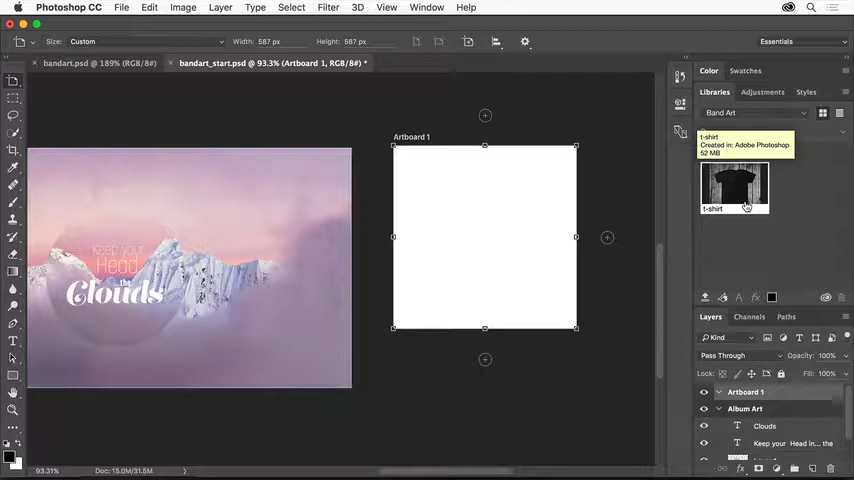 Photoshop CC File Edit Image Layer Type Select Filter 3D View Window Help
Size: Custom Width: 587 px Height: 587 px Essentials
bandart.psd @ 189% (RGB/8#) bandart_start.psd @ 93.3% (Artboard 1, RGB/8#) *
Color Swatches
Libraries Adjustments Styles
Band Art
t-shirt
Created in: Adobe Photoshop
52 MB
t-shirt
Artboard 1
Keep your
Head
the
Clouds
Layers Channels Paths
Kind
Pass Through Opacity: 100%
Lock: Fill: 100%
Artboard 1
Album Art
Clouds
Keep your Head in... the
93.31% Doc: 15.0M/31.5M